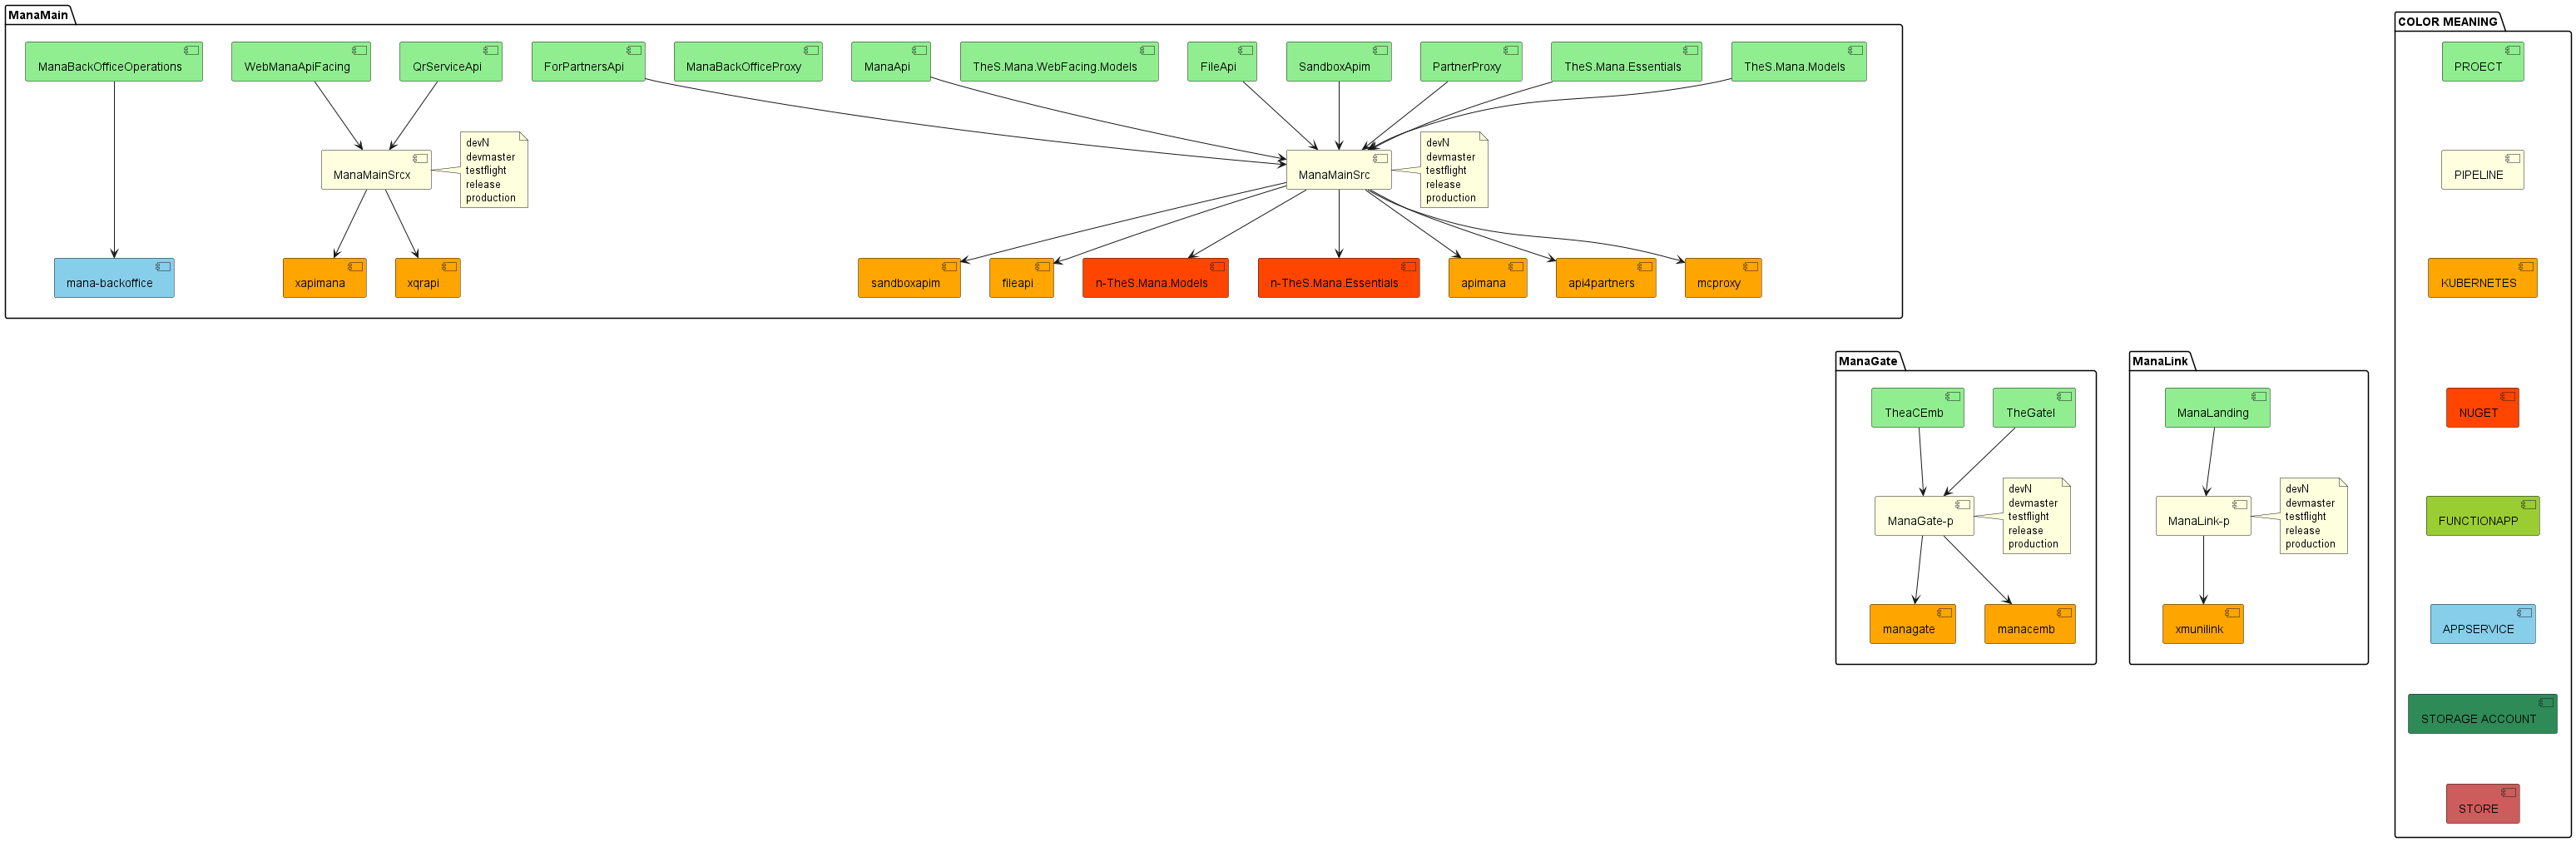 ManaMain
ManaBackOfficeOperations
WebManaApiFacing
QrServiceApi
ForPartnersApi
ManaBackOfficeProxy
ManaApi
TheS.Mana.WebFacing.Models
FileApi
SandboxApim
PartnerProxy
TheS.Mana.Essentials
TheS.Mana.Models
ManaMainSrcx
devN
devmaster
testflight
release
production
ManaMainSrc
devN
devmaster
testflight
release
production
mana-backoffice
xapimana
xqrapi
sandboxapim
fileapi
n-TheS.Mana.Models
n-TheS.Mana.Essentials
apimana
api4partners
mcproxy
ManaGate
TheaCEmb
TheGateI
ManaGate-p
devN
devmaster
testflight
release
production
managate
manacemb
ManaLink
ManaLanding
ManaLink-p
devN
devmaster
testflight
release
production
xmunilink
COLOR MEANING
PROECT
PIPELINE
KUBERNETES
NUGET
FUNCTIONAPP
APPSERVICE
STORAGE ACCOUNT
STORE